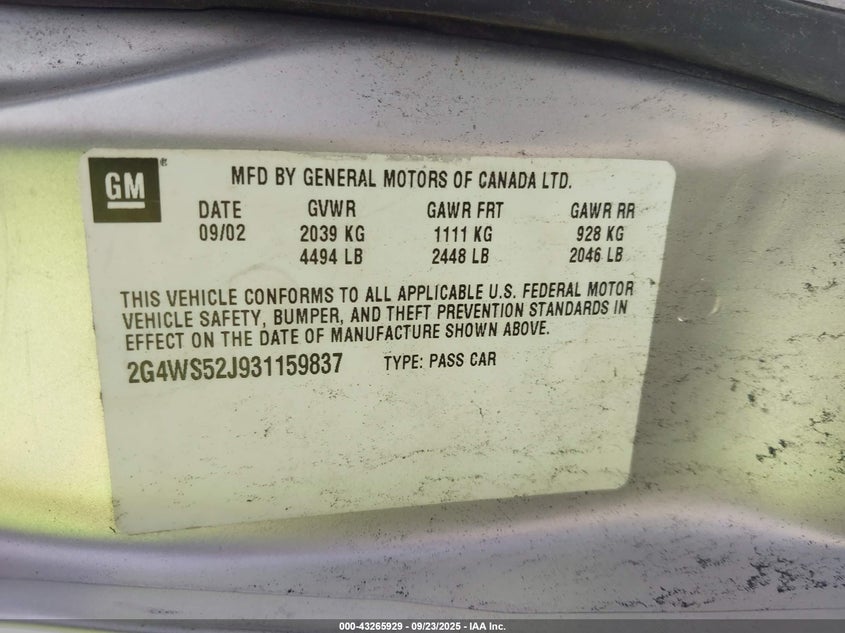 GM®
MFD BY GENERAL MOTORS OF CANADA LTD.
DATE GVWR GAWR FRT GAWR RR
09/02 2039 KG 1111 KG 928 KG
4494 LB 2448 LB 2046 LB
THIS VEHICLE CONFORMS TO ALL APPLICABLE U.S. FEDERAL MOTOR
VEHICLE SAFETY, BUMPER, AND THEFT PREVENTION STANDARDS IN
EFFECT ON THE DATE OF MANUFACTURE SHOWN ABOVE.
2G4WS52J931159837 TYPE: PASS CAR
000-43265929 - 09/23/2025 - IAA Inc.